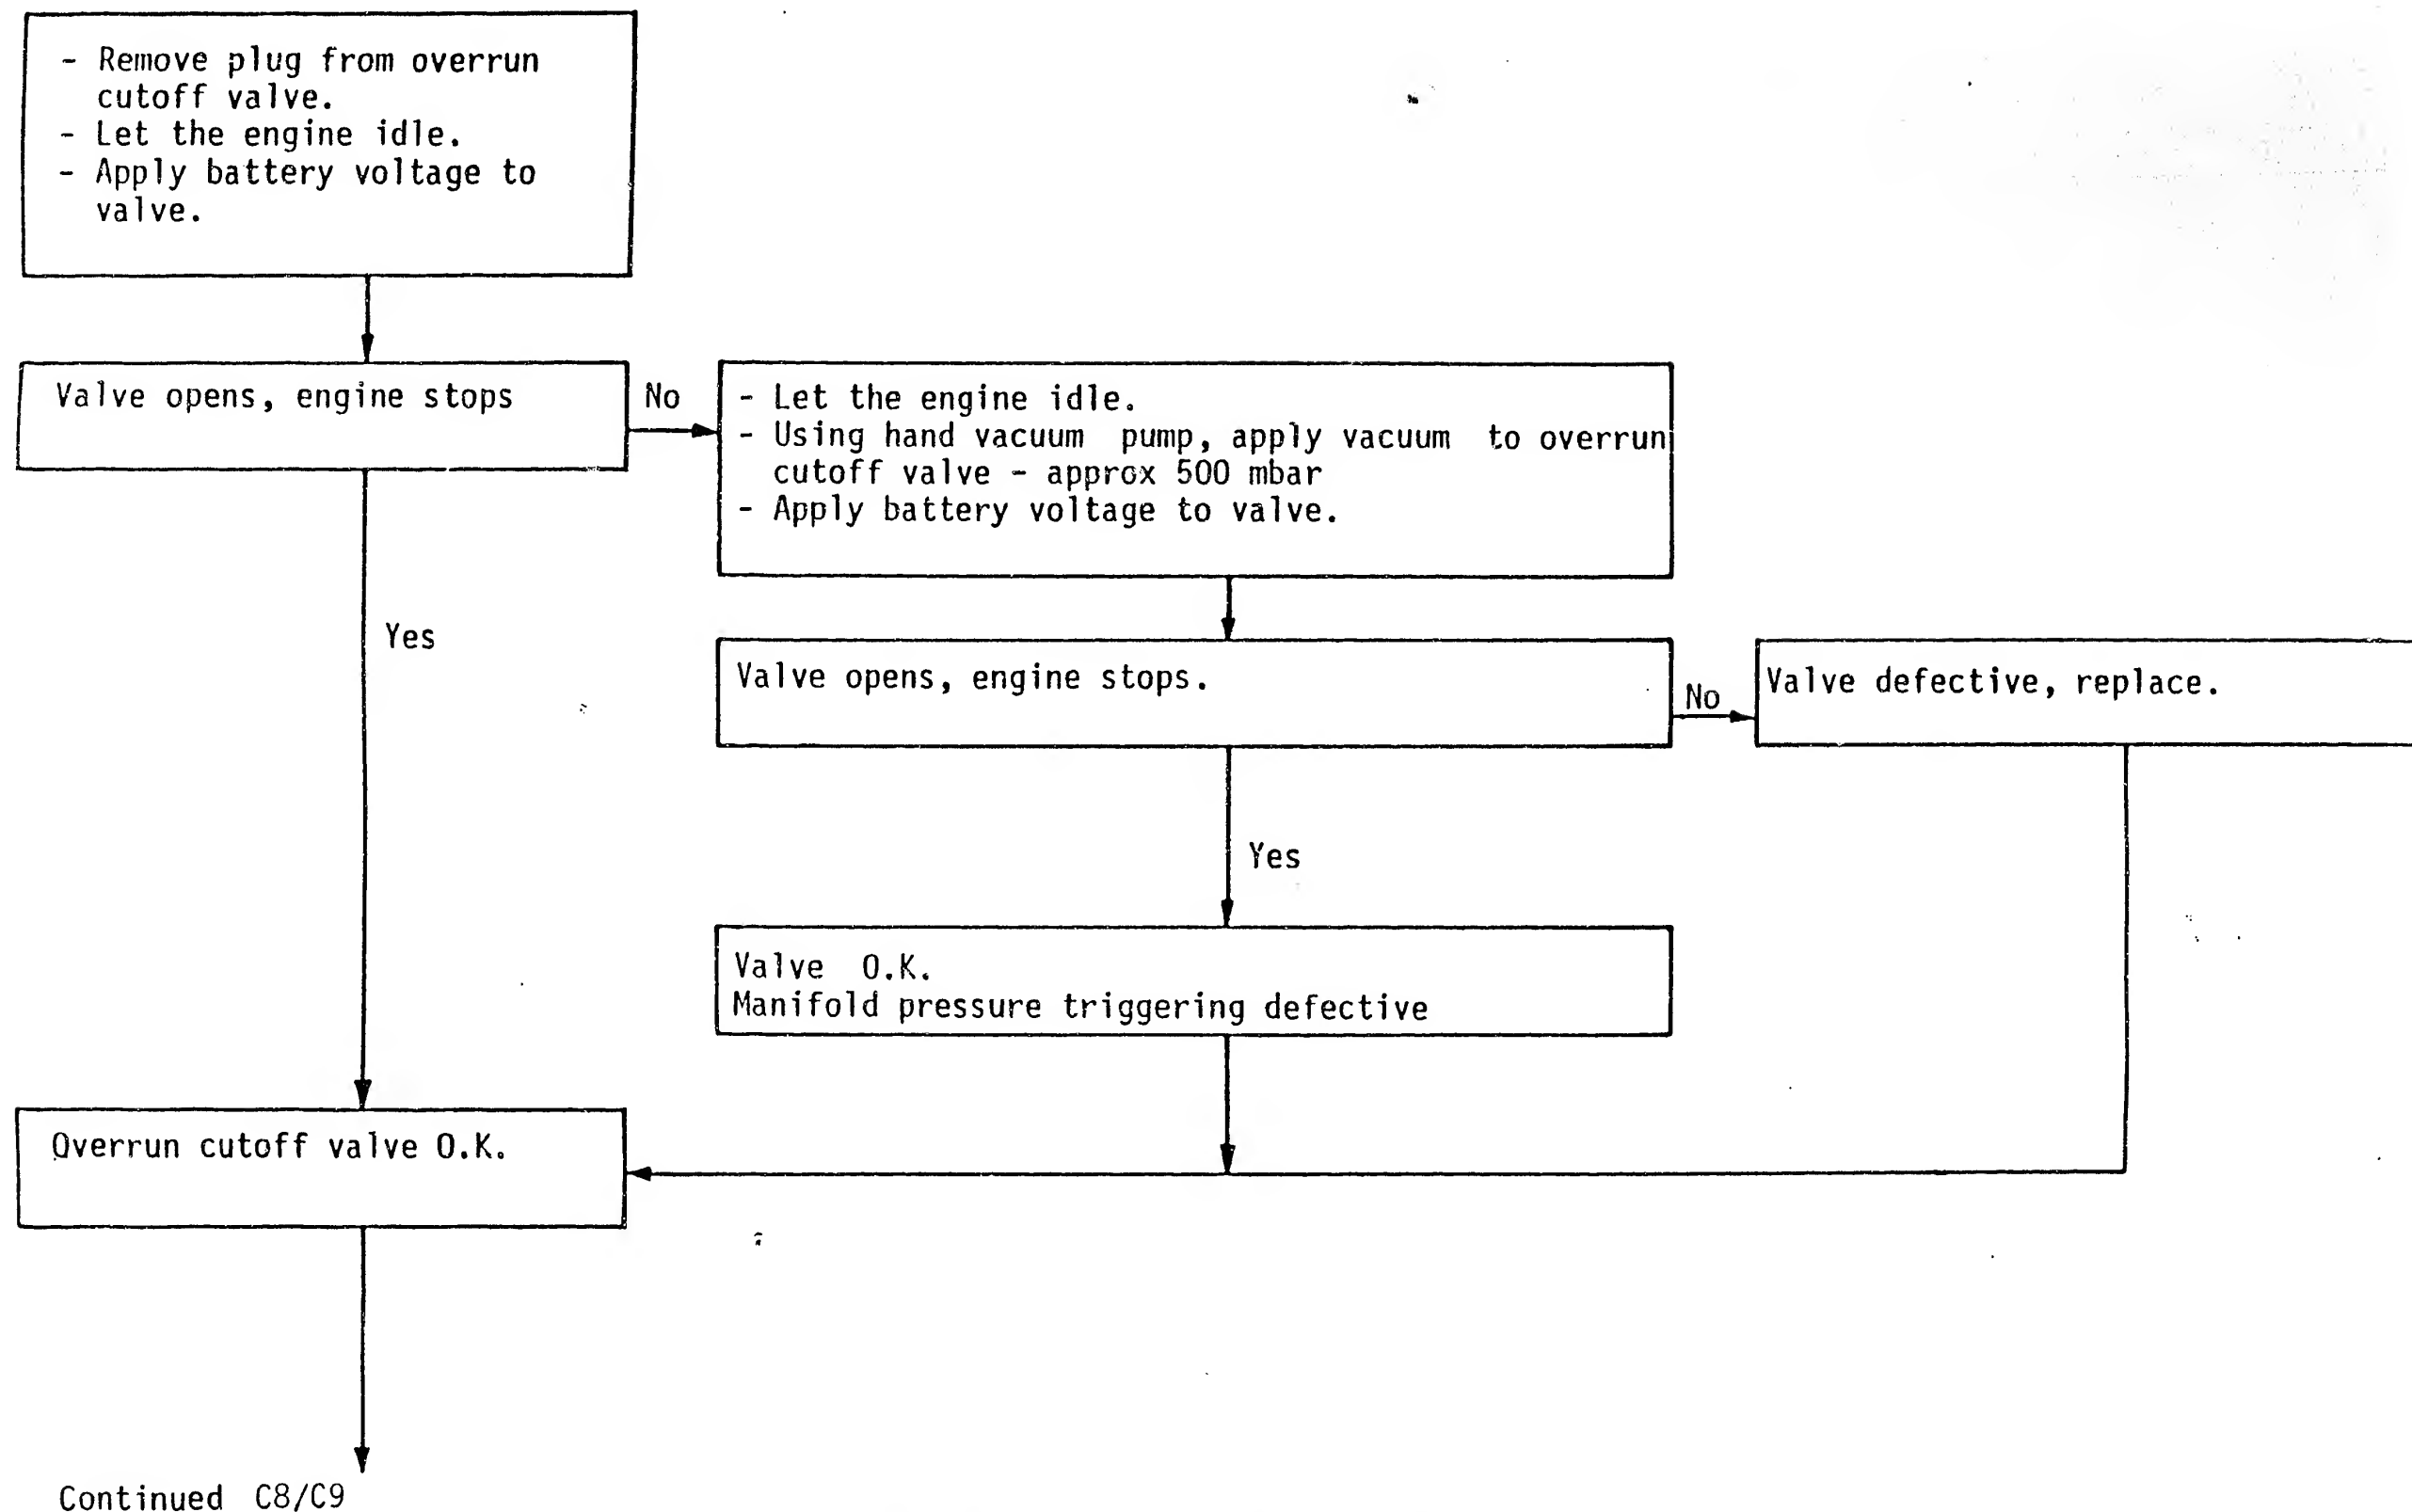 - Remove plug from overrun
cutoff valve.
- Let the engine idle.
- Apply battery voltage to
valve.
Valve opens, engine stops
No
- Let the engine idle.
- Using hand vacuum pump, apply vacuum to overrun
cutoff valve - approx 500 mbar
- Apply battery voltage to valve.
Yes
Valve opens, engine stops.
No
Valve defective, replace.
Yes
Valve O.K.
Manifold pressure triggering defective
Overrun cutoff valve O.K.
Continued C8/C9